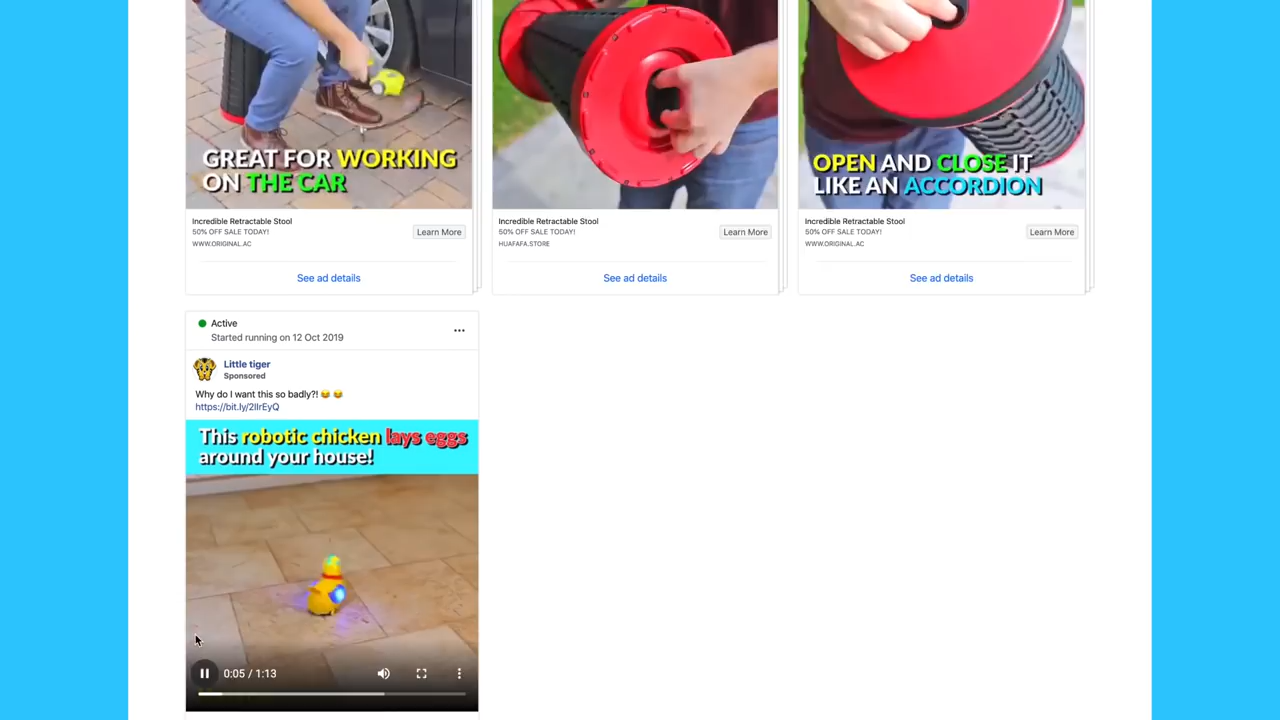 GREAT FOR WORKING
ON THE CAR
OPEN AND CLOSE IT
LIKE AN ACCORDION
Incredible Retractable Stool
50% OFF SALE TODAY!
WWW.ORIGINAL.AC
Learn More
See ad details
Incredible Retractable Stool
50% OFF SALE TODAY!
HUAFAFA.STORE
Learn More
See ad details
Incredible Retractable Stool
50% OFF SALE TODAY!
WWW.ORIGINAL.AC
Learn More
See ad details
Active
Started running on 12 Oct 2019
Little tiger
Sponsored
Why do I want this so badly?! 😂 😂
https://bit.ly/2IIrEyQ
This robotic chicken lays eggs
around your house!
0:05 / 1:13